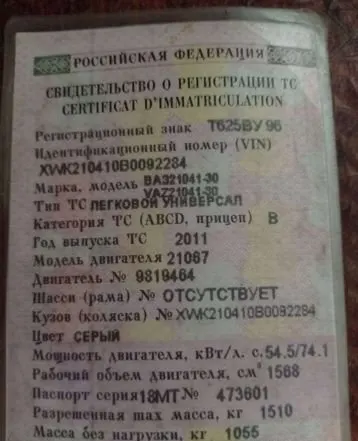 РОССИЙСКАЯ ФЕДЕРАЦИЯ
СВИДЕТЕЛЬСТВО О РЕГИСТРАЦИИ ТС
CERTIFICAT D'IMMATRICULATION
Регистрационный знак Т625ВУ96
Идентификационный номер (VIN)
XWK210410B0092284
Марка, модель ВАЗ21041-30
VAZ21041-30
Тип ТС ЛЕГКОВОЙ УНИВЕРСАЛ
Категория ТС (ABCD, прицеп) В
Год выпуска ТС 2011
Модель двигателя 21067
Двигатель № 9819464
Шасси (рама) № ОТСУТСТВУЕТ
Кузов (коляска) № XWK210410B0092284
Цвет СЕРЫЙ
Мощность двигателя, кВт/л. с. 54.5/74.1
Рабочий объем двигателя, см³ 1568
Паспорт серия 18МТ № 473601
Разрешенная max масса, кг 1510
Масса без нагрузки, кг 1055